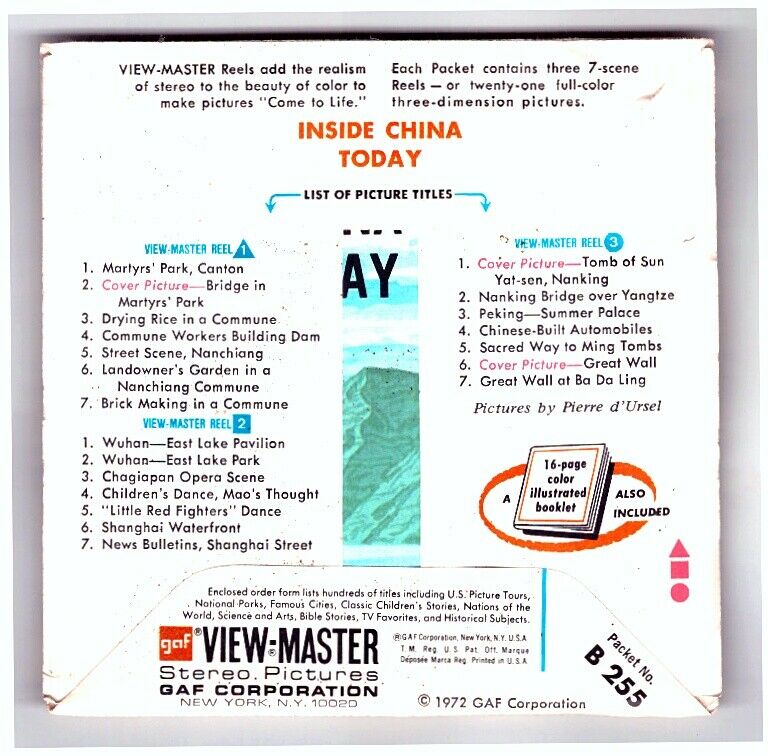 VIEW-MASTER Reels add the realism
of stereo to the beauty of color to
make pictures "Come to Life."
Each Packet contains three 7-scene
Reels — or twenty-one full-color
three-dimension pictures.
INSIDE CHINA
TODAY
LIST OF PICTURE TITLES
VIEW-MASTER REEL 1
1. Martyrs' Park, Canton
2. Cover Picture—Bridge in
Martyrs' Park
3. Drying Rice in a Commune
4. Commune Workers Building Dam
5. Street Scene, Nanchiang
6. Landowner's Garden in a
Nanchiang Commune
7. Brick Making in a Commune
VIEW-MASTER REEL 2
1. Wuhan—East Lake Pavilion
2. Wuhan—East Lake Park
3. Chagiapan Opera Scene
4. Children's Dance, Mao's Thought
5. "Little Red Fighters" Dance
6. Shanghai Waterfront
7. News Bulletins, Shanghai Street
AY
VIEW-MASTER REEL 3
1. Cover Picture—Tomb of Sun
Yat-sen, Nanking
2. Nanking Bridge over Yangtze
3. Peking—Summer Palace
4. Chinese-Built Automobiles
5. Sacred Way to Ming Tombs
6. Cover Picture—Great Wall
7. Great Wall at Ba Da Ling
Pictures by Pierre d'Ursel
A
16-page
color
illustrated
booklet
ALSO
INCLUDED
Enclosed order form lists hundreds of titles including U.S. Picture Tours,
National Parks, Famous Cities, Classic Children's Stories, Nations of the
World, Science and Arts, Bible Stories, TV Favorites, and Historical Subjects.
gaf® VIEW-MASTER®
Stereo Pictures
GAF CORPORATION
NEW YORK, N.Y. 10020
®GAF Corporation, New York, N.Y. U.S.A
T.M. Reg. U.S. Pat. Off. Marque
Déposée Marca Reg. Printed in U.S.A.
© 1972 GAF Corporation
Packet No.
B 255